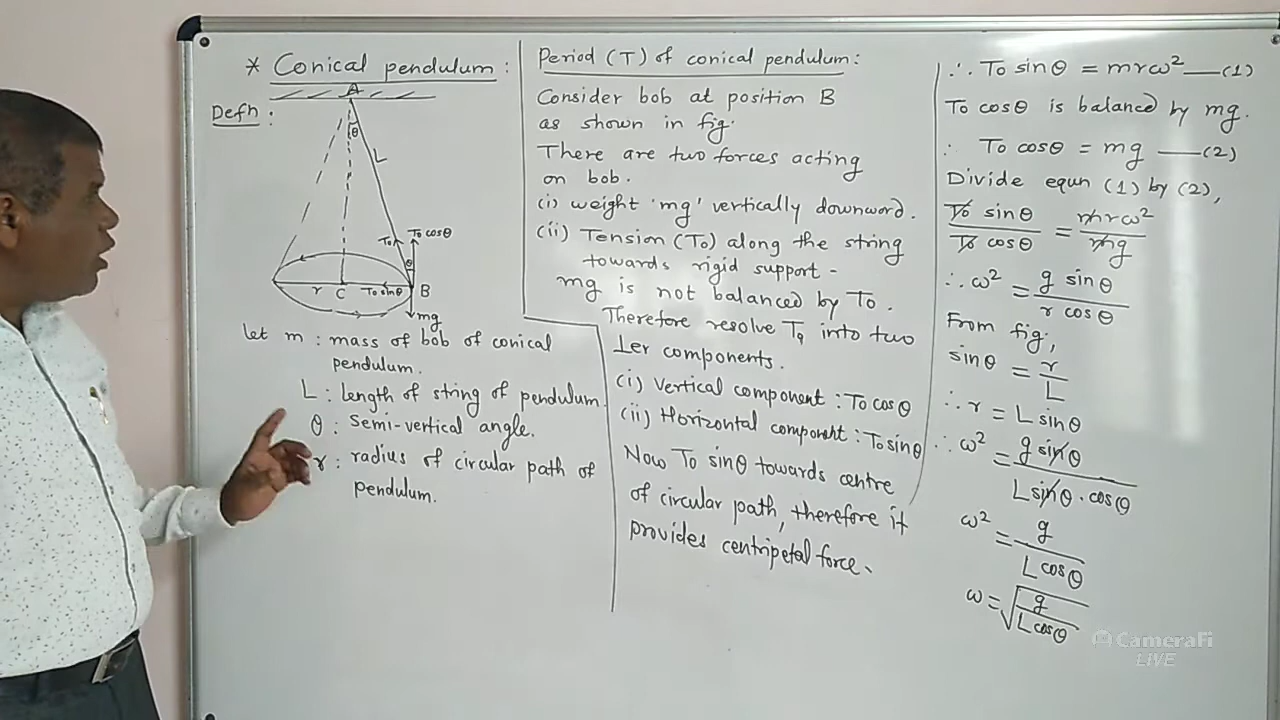 * Conical pendulum :
Defn :
A
θ
L
To
To cosθ
θ
r
C
To sinθ
B
mg
let m : mass of bob of conical
pendulum.
L : length of string of pendulum.
θ : Semi-vertical angle.
r : radius of circular path of
pendulum.
Period (T) of conical pendulum :
Consider bob at position B
as shown in fig.
There are two forces acting
on bob.
(i) weight 'mg' vertically downward.
(ii) Tension (To) along the string
towards rigid support -
mg is not balanced by To.
Therefore resolve To into two
Ler components.
(i) Vertical component : To cosθ
(ii) Horizontal component : To sinθ
Now To sinθ towards centre
of circular path, therefore it
provides centripetal force.
∴ To sinθ = mrω² —(1)
To cosθ is balanced by mg.
∴ To cosθ = mg —(2)
Divide equn (1) by (2),
To sinθ / To cosθ = mrω² / mg
∴ ω² = g sinθ / r cosθ
From fig,
sinθ = r / L
∴ r = L sinθ
∴ ω² = g sinθ / L sinθ · cosθ
ω² = g / L cosθ
ω = √ g / L cosθ
CameraFi
LIVE